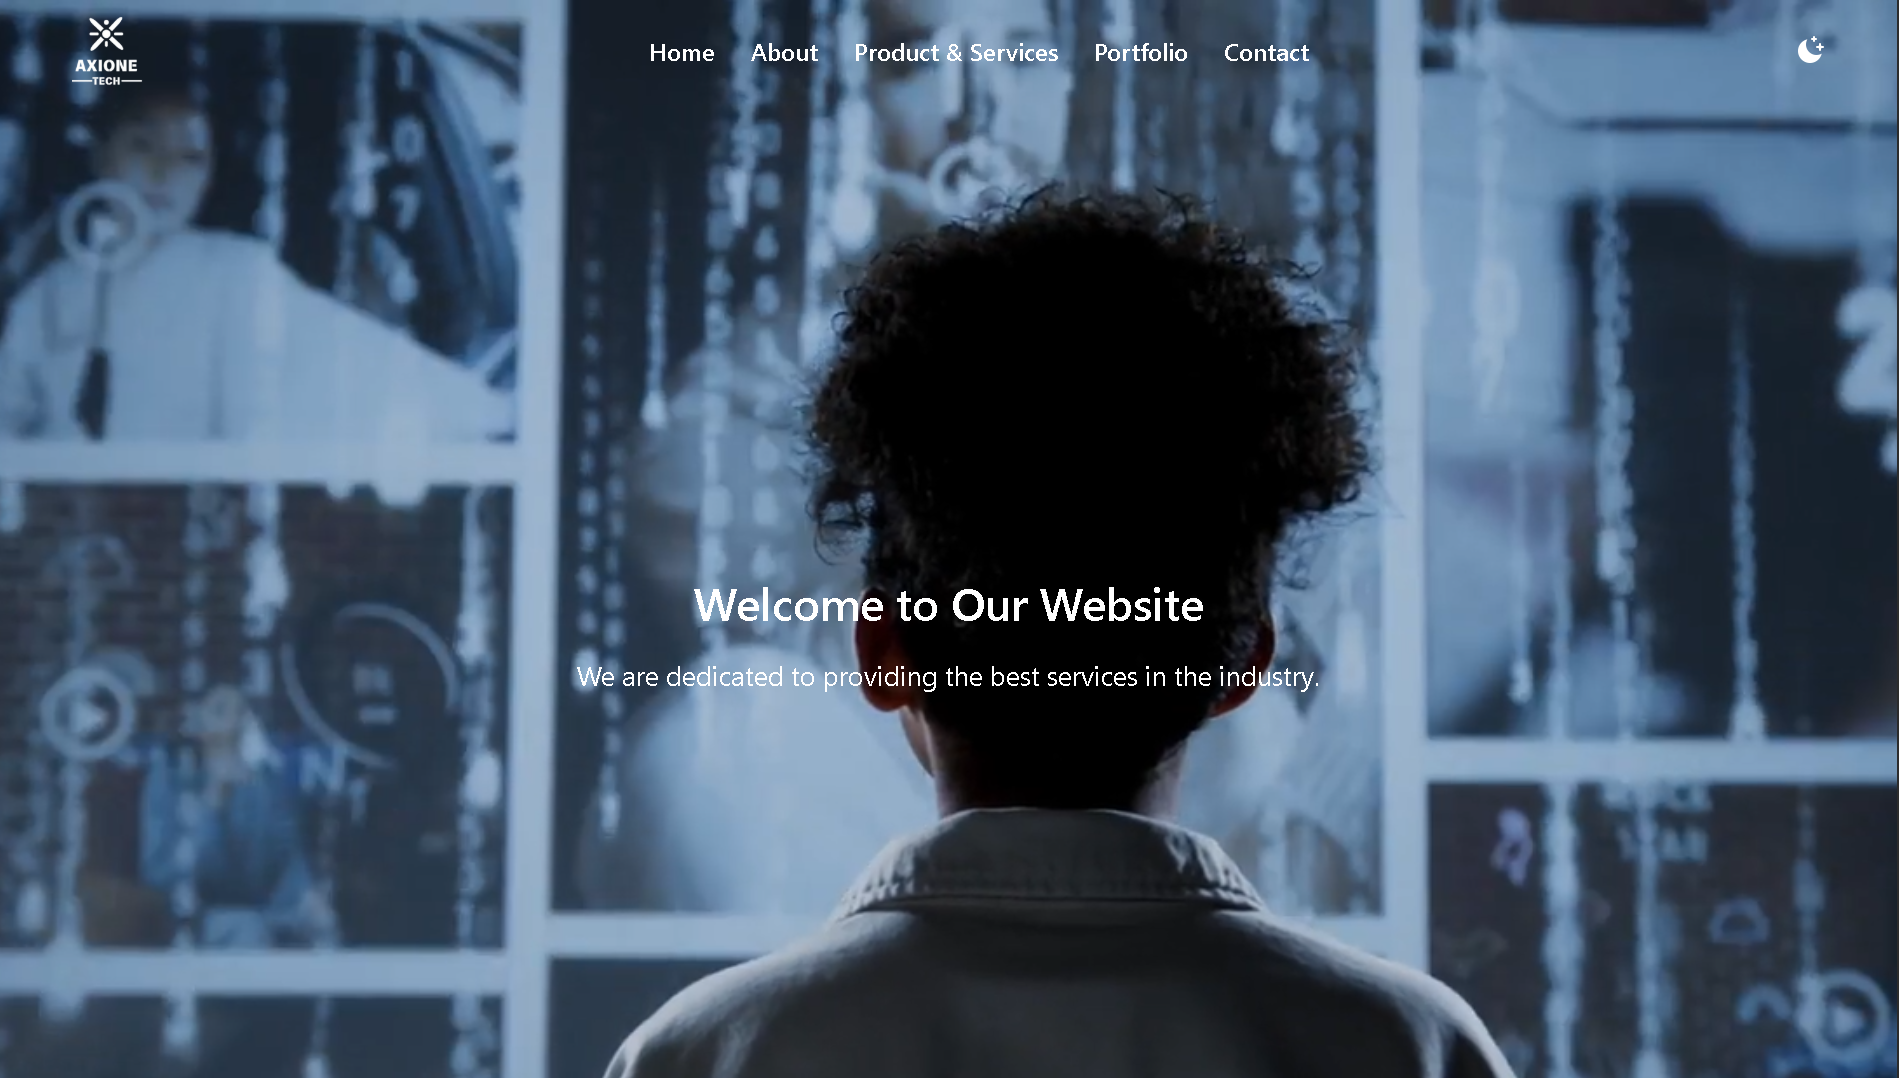 AXIONE
TECH
Home About Product & Services Portfolio Contact
Welcome to Our Website
We are dedicated to providing the best services in the industry.